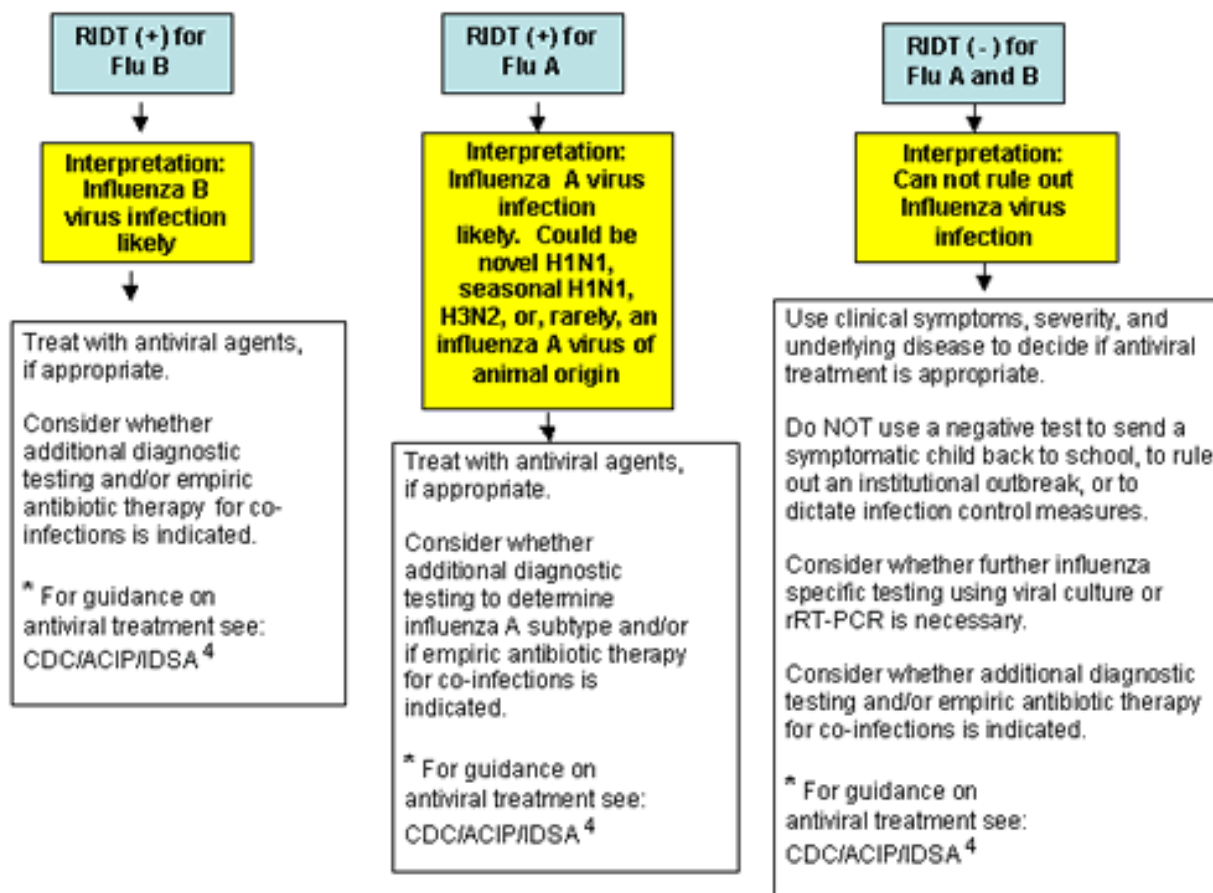 RIDT (+) for
Flu B
Interpretation:
Influenza B
virus infection
likely
Treat with antiviral agents,
if appropriate.
Consider whether
additional diagnostic
testing and/or empiric
antibiotic therapy for co-
infections is indicated.
* For guidance on
antiviral treatment see:
CDC/ACIP/IDSA 4
RIDT (+) for
Flu A
Interpretation:
Influenza A virus
infection
likely. Could be
novel H1N1,
seasonal H1N1,
H3N2, or, rarely, an
influenza A virus of
animal origin
Treat with antiviral agents,
if appropriate.
Consider whether
additional diagnostic
testing to determine
influenza A subtype and/or
if empiric antibiotic therapy
for co-infections is
indicated.
* For guidance on
antiviral treatment see:
CDC/ACIP/IDSA 4
RIDT ( - ) for
Flu A and B
Interpretation:
Can not rule out
Influenza virus
infection
Use clinical symptoms, severity, and
underlying disease to decide if antiviral
treatment is appropriate.
Do NOT use a negative test to send a
symptomatic child back to school, to rule
out an institutional outbreak, or to
dictate infection control measures.
Consider whether further influenza
specific testing using viral culture or
rRT-PCR is necessary.
Consider whether additional diagnostic
testing and/or empiric antibiotic therapy
for co-infections is indicated.
* For guidance on
antiviral treatment see:
CDC/ACIP/IDSA 4